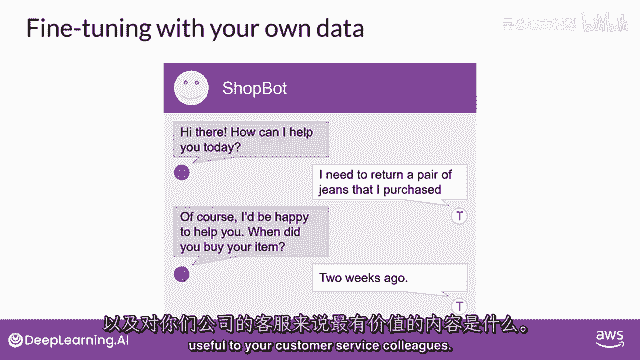 Fine-tuning with your own data
ShopBot
Hi there! How can I help
you today?
I need to return a pair of
jeans that I purchased
T
Of course, I'd be happy
to help you. When did
you buy your item?
Two weeks ago.
T
以及对你们公司的客服来说最有价值的内容是什么。
useful to your customer service colleagues.
DeepLearning.AI
aws